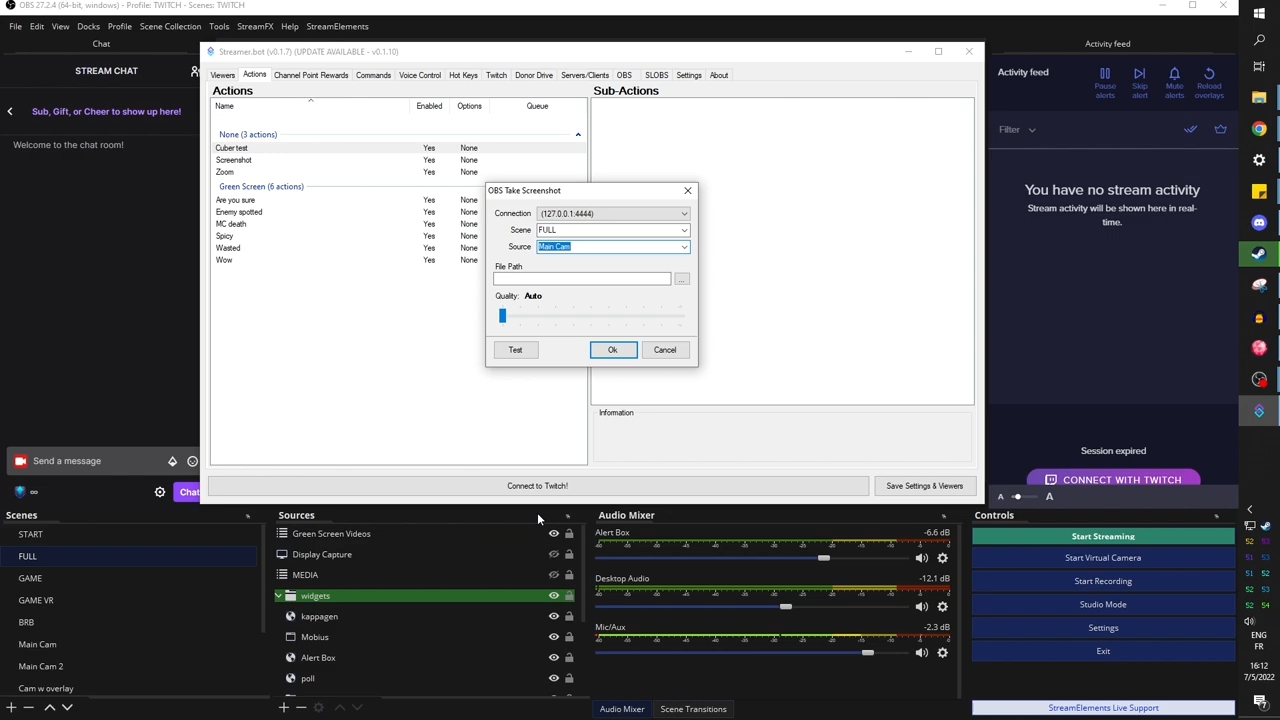 OBS 27.2.4 (64-bit, windows) - Profile: TWITCH - Scenes: TWITCH
File Edit View Docks Profile Scene Collection Tools StreamFX Help StreamElements
Chat
STREAM CHAT
Sub, Gift, or Cheer to show up here!
Welcome to the chat room!
Send a message
∞
Chat
Streamer.bot (v0.1.7) (UPDATE AVAILABLE - v0.1.10)
Viewers Actions Channel Point Rewards Commands Voice Control Hot Keys Twitch Donor Drive Servers/Clients OBS SLOBS Settings About
Actions
Name Enabled Options Queue
None (3 actions)
Cuber test Yes None
Screenshot Yes None
Zoom Yes None
Green Screen (6 actions)
Are you sure Yes None
Enemy spotted Yes None
MC death Yes None
Spicy Yes None
Wasted Yes None
Wow Yes None
Sub-Actions
Information
Connect to Twitch!
Save Settings & Viewers
OBS Take Screenshot
Connection (127.0.0.1:4444)
Scene FULL
Source Main Cam
File Path
...
Quality: Auto
Test Ok Cancel
Activity feed
Activity feed
Pause alerts
Skip alert
Mute alerts
Reload overlays
Filter
You have no stream activity
Stream activity will be shown here in real-
time.
Session expired
CONNECT WITH TWITCH
A A
Scenes
START
FULL
GAME
GAME VR
BRB
Main Cam
Main Cam 2
Cam w overlay
Sources
Green Screen Videos
Display Capture
MEDIA
widgets
kappagen
Mobius
Alert Box
poll
Audio Mixer
Alert Box -6.6 dB
Desktop Audio -12.1 dB
Mic/Aux -2.3 dB
Audio Mixer Scene Transitions
Controls
Start Streaming
Start Virtual Camera
Start Recording
Studio Mode
Settings
Exit
StreamElements Live Support
52 53
51 53
52 53
52 54
ENG
FR
16:12
7/5/2022